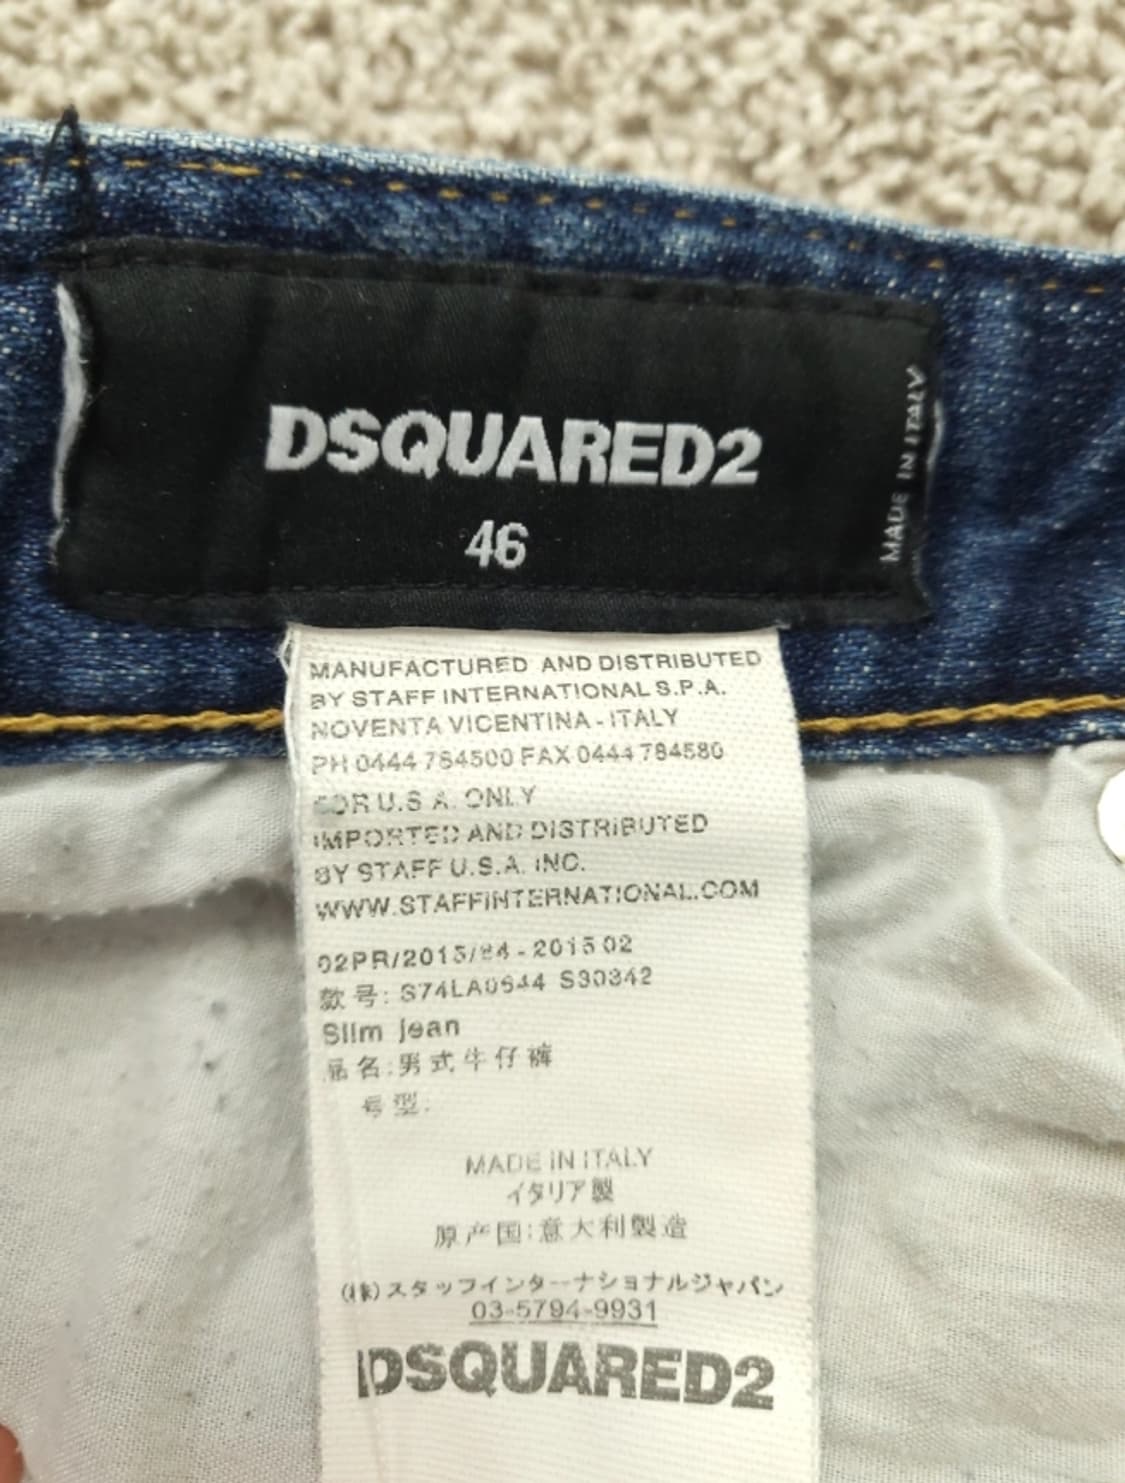 DSQUARED2
46
MADE IN ITALY
MANUFACTURED AND DISTRIBUTED
BY STAFF INTERNATIONAL S.P.A.
NOVENTA VICENTINA - ITALY
PH 0444 784500 FAX 0444 784580
FOR U.S.A. ONLY
IMPORTED AND DISTRIBUTED
BY STAFF U.S.A. INC.
WWW.STAFFINTERNATIONAL.COM
02PR/2015/84 - 2015 02
款号: S74LA0644 S30342
Slim jean
品名:男式牛仔裤
号型:
MADE IN ITALY
イタリア製
原产国:意大利製造
(株)スタッフインターナショナルジャパン
03-5794-9931
DSQUARED2